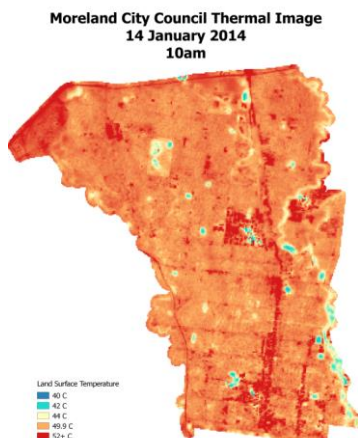 Moreland City Council Thermal Image
14 January 2014
10am
Land Surface Temperature
40 C
42 C
44 C
49.9 C
52+ C